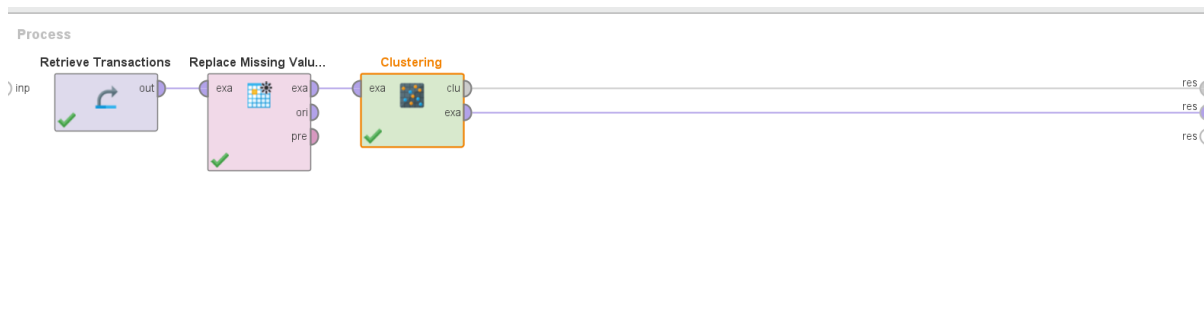 Process
Retrieve Transactions
Replace Missing Valu...
Clustering
inp
out
exa
exa
ori
pre
exa
clu
exa
res
res
res